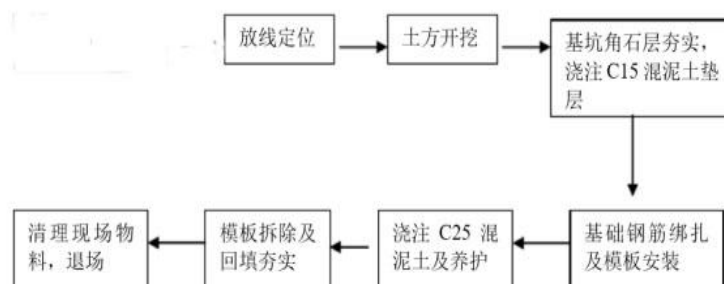 放线定位
土方开挖
基坑角石层夯实，
浇注 C15 混泥土垫
层
基础钢筋绑扎
及模板安装
浇注 C25 混
泥土及养护
模板拆除及
回填夯实
清理现场物
料，退场